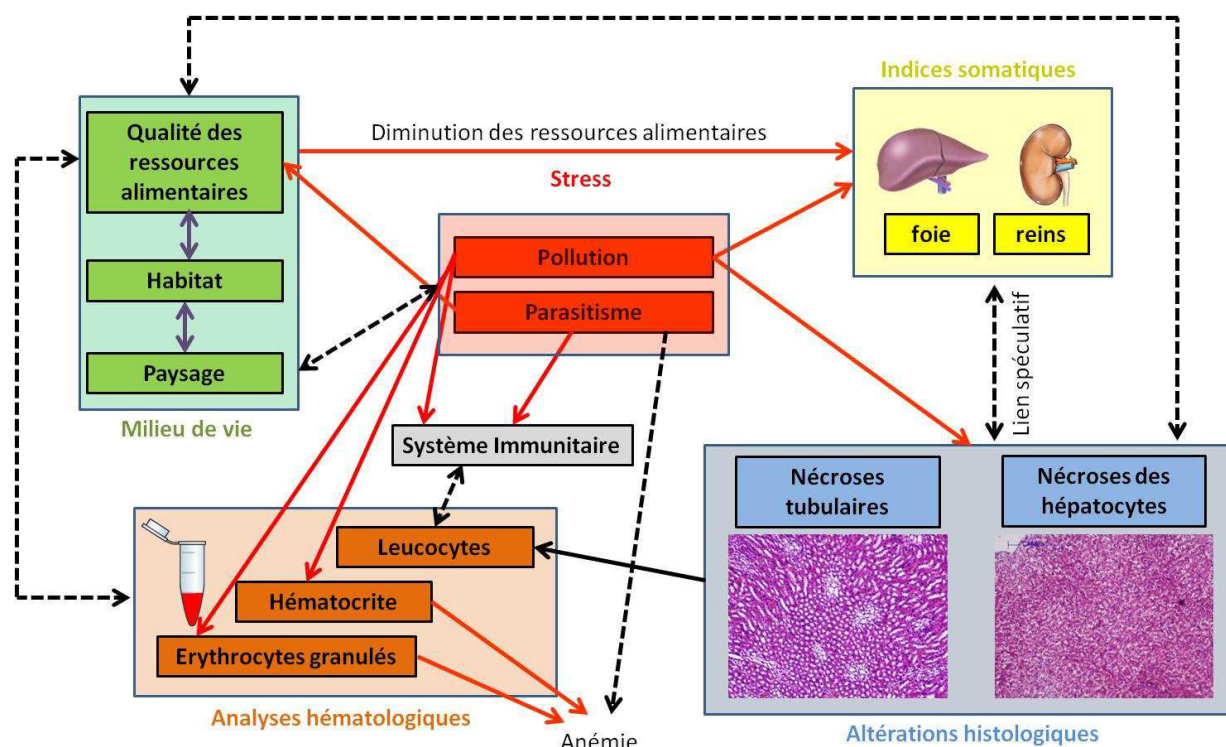 Indices somatiques
Qualité des
ressources
alimentaires
Diminution des ressources alimentaires
Stress
foie
reins
Pollution
Habitat
Parasitisme
Lien spéculatif
Paysage
Milieu de vie
Système Immunitaire
Nécroses
tubulaires
Nécroses des
hépatocytes
Leucocytes
Hématocrite
Erythrocytes granulés
Analyses hématologiques
Anémie
Altérations histologiques